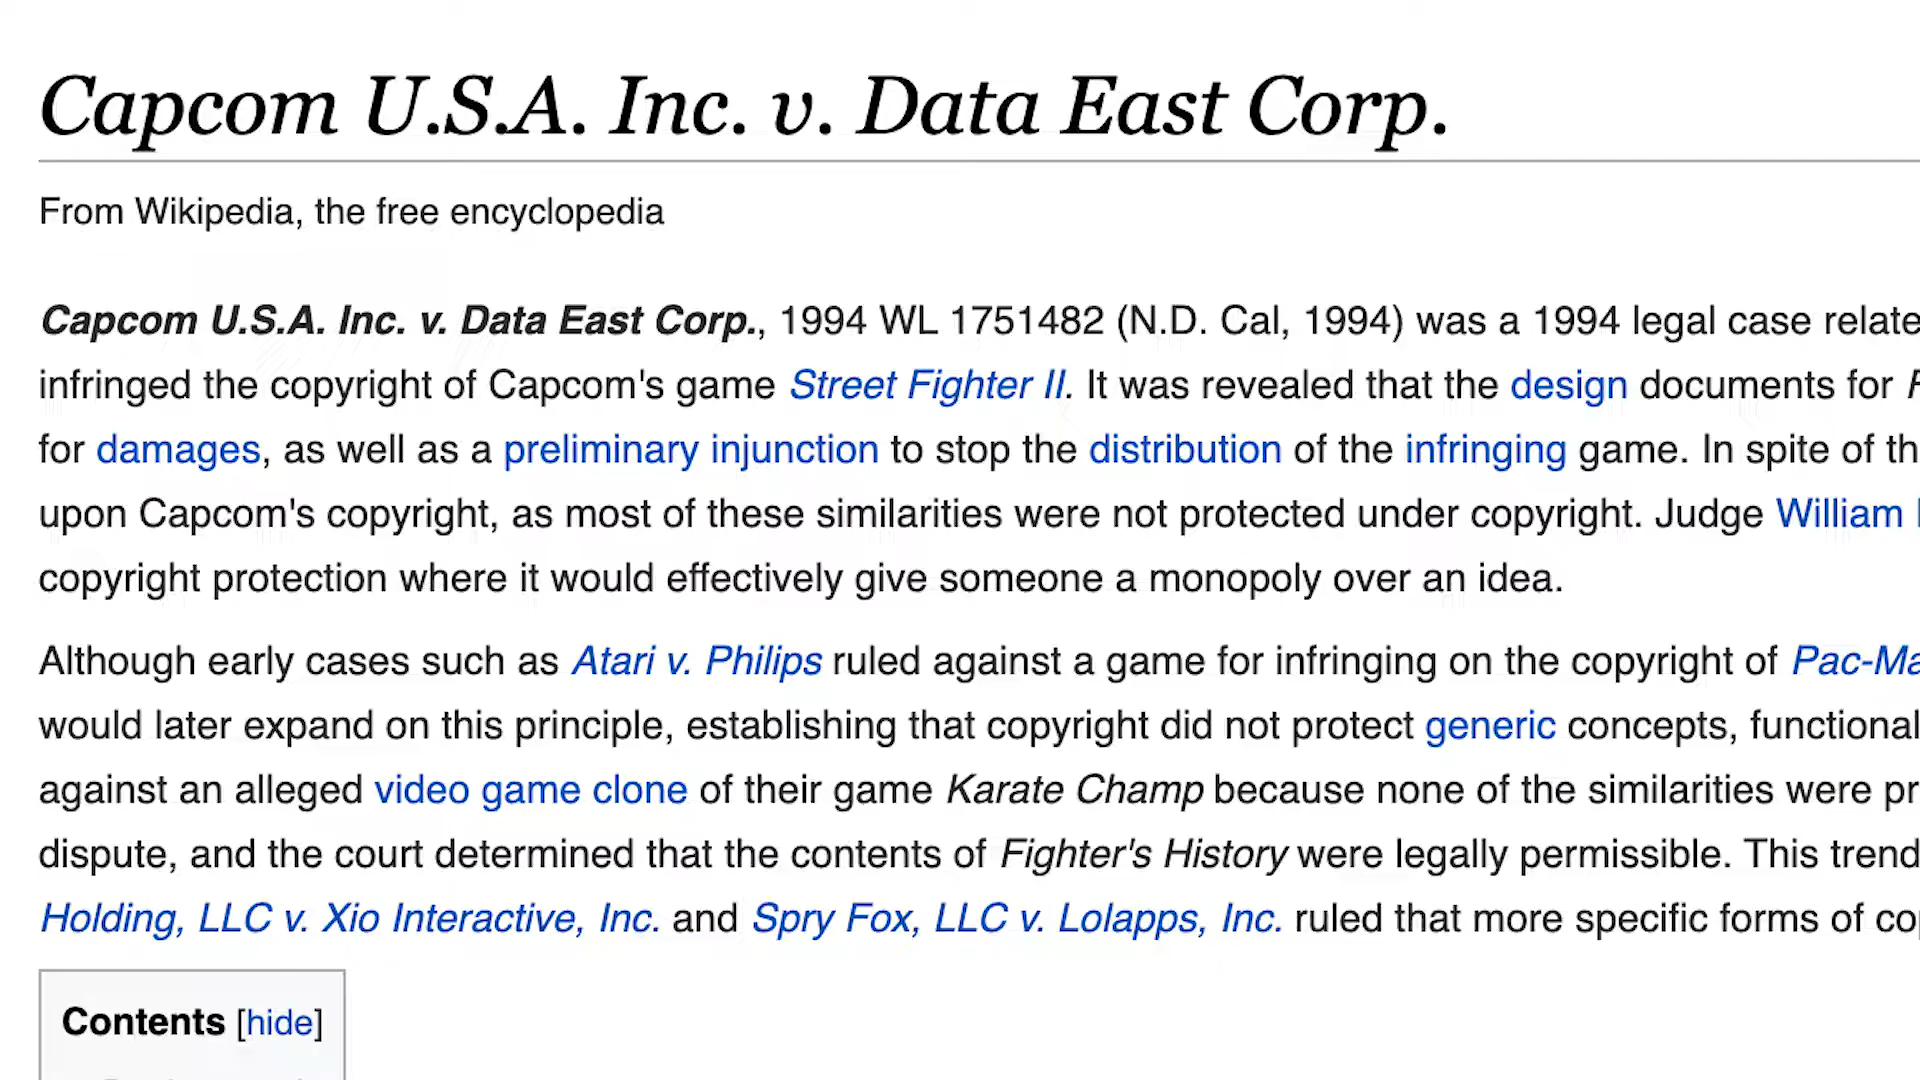 Capcom U.S.A. Inc. v. Data East Corp.
From Wikipedia, the free encyclopedia
Capcom U.S.A. Inc. v. Data East Corp., 1994 WL 1751482 (N.D. Cal, 1994) was a 1994 legal case relate
infringed the copyright of Capcom's game Street Fighter II. It was revealed that the design documents for
for damages, as well as a preliminary injunction to stop the distribution of the infringing game. In spite of th
upon Capcom's copyright, as most of these similarities were not protected under copyright. Judge William
copyright protection where it would effectively give someone a monopoly over an idea.
Although early cases such as Atari v. Philips ruled against a game for infringing on the copyright of Pac-Ma
would later expand on this principle, establishing that copyright did not protect generic concepts, functional
against an alleged video game clone of their game Karate Champ because none of the similarities were pr
dispute, and the court determined that the contents of Fighter's History were legally permissible. This trend
Holding, LLC v. Xio Interactive, Inc. and Spry Fox, LLC v. Lolapps, Inc. ruled that more specific forms of co
Contents [hide]